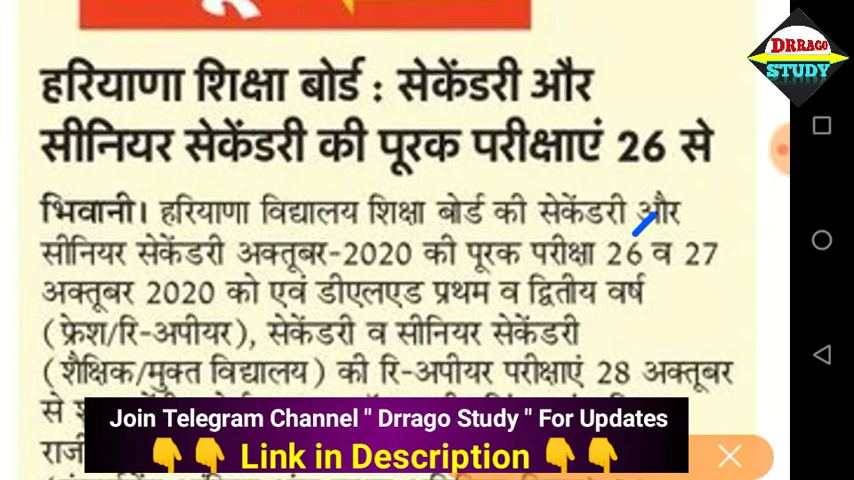 DRRAGO
STUDY
हरियाणा शिक्षा बोर्ड : सेकेंडरी और
सीनियर सेकेंडरी की पूरक परीक्षाएं 26 से
भिवानी। हरियाणा विद्यालय शिक्षा बोर्ड की सेकेंडरी और
सीनियर सेकेंडरी अक्तूबर-2020 की पूरक परीक्षा 26 व 27
अक्तूबर 2020 को एवं डीएलएड प्रथम व द्वितीय वर्ष
(फ्रेश/रि-अपीयर), सेकेंडरी व सीनियर सेकेंडरी
(शैक्षिक/मुक्त विद्यालय) की रि-अपीयर परीक्षाएं 28 अक्तूबर
से
Join Telegram Channel " Drrago Study " For Updates
👇👇 Link in Description 👇👇